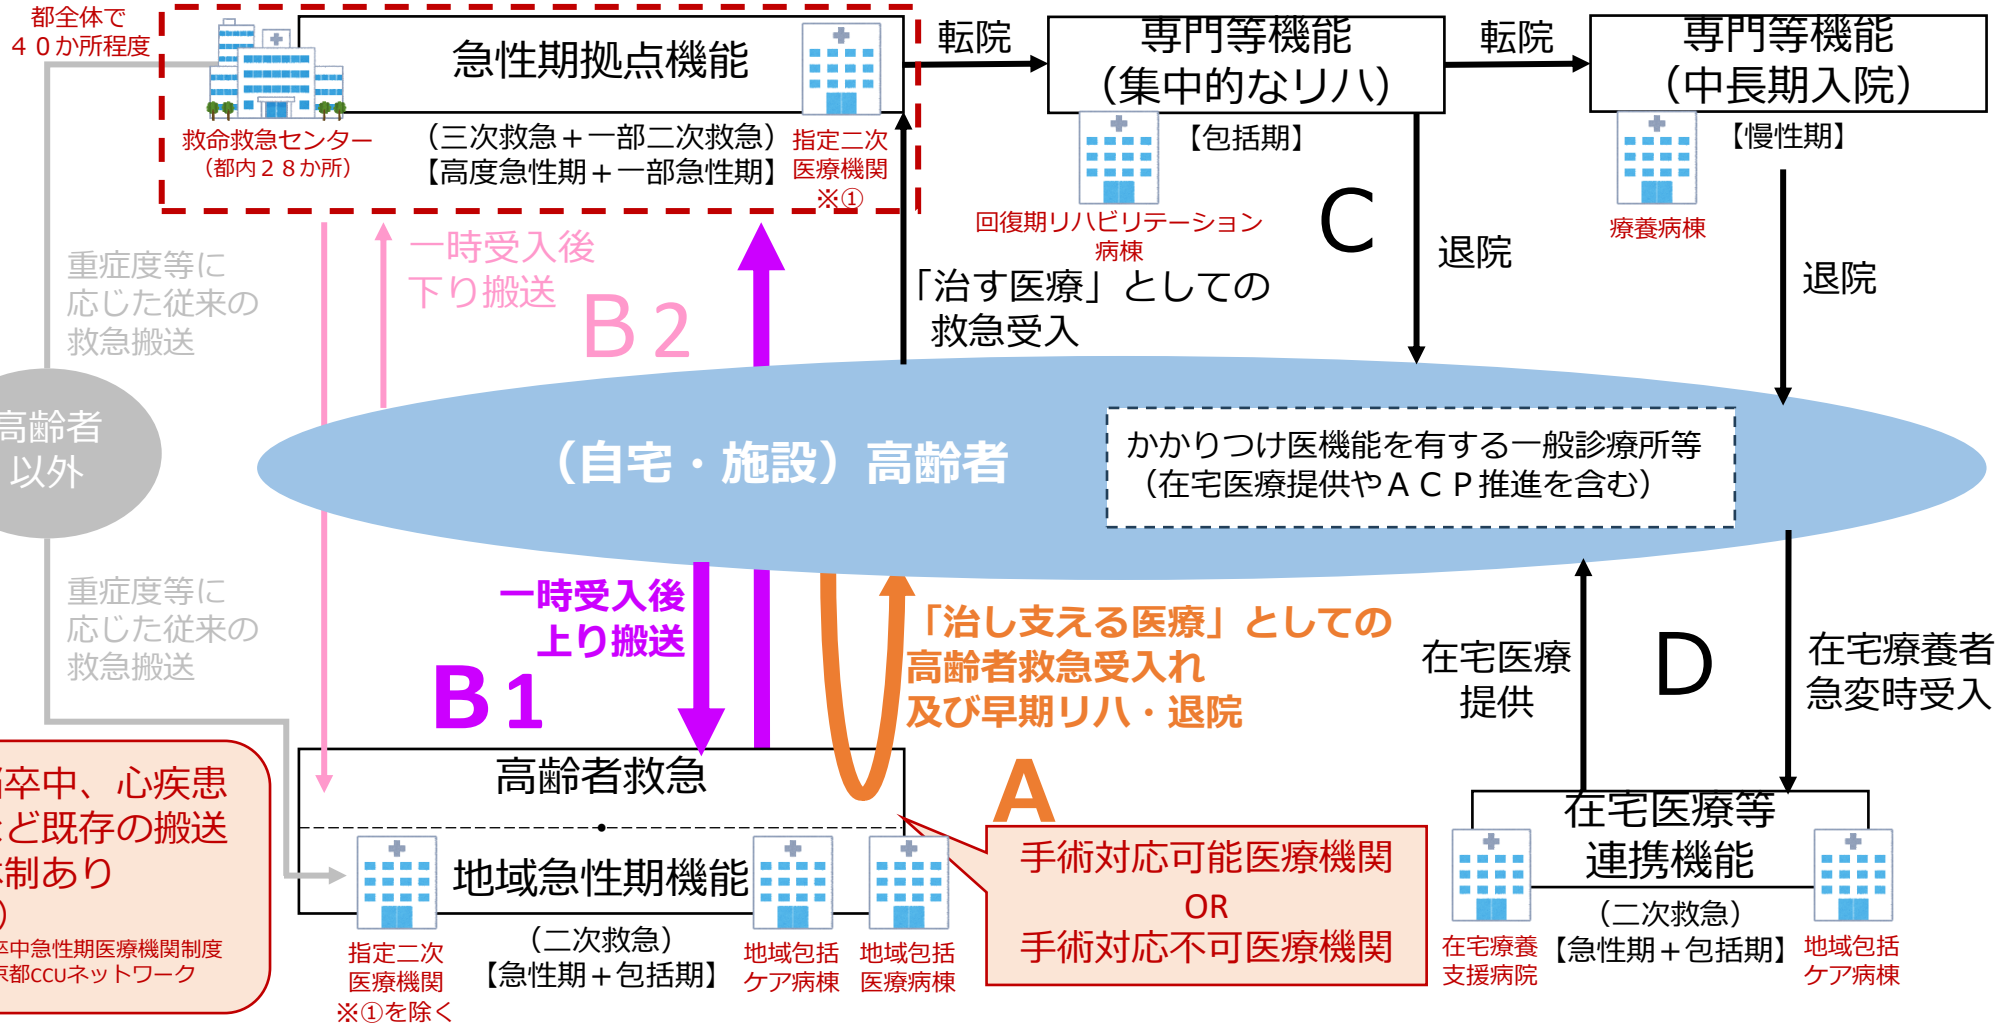 都全体で
４０か所程度
急性期拠点機能
救命救急センター
（都内２８か所）
（三次救急＋一部二次救急）
【高度急性期＋一部急性期】
指定二次
医療機関
※①
転院
専門等機能
（集中的なリハ）
【包括期】
回復期リハビリテーション
病棟
転院
専門等機能
（中長期入院）
【慢性期】
療養病棟
重症度等に
応じた従来の
救急搬送
一時受入後
下り搬送
B２
「治す医療」としての
救急受入
C
退院
退院
高齢者
以外
（自宅・施設）高齢者
かかりつけ医機能を有する一般診療所等
（在宅医療提供やＡＣＰ推進を含む）
重症度等に
応じた従来の
救急搬送
一時受入後
上り搬送
B１
「治し支える医療」としての
高齢者救急受入れ
及び早期リハ・退院
A
在宅医療
提供
D
在宅療養者
急変時受入
卒中、心疾患
ど既存の搬送
制あり
）
卒中急性期医療機関制度
京都CCUネットワーク
高齢者救急
地域急性期機能
指定二次
医療機関
※①を除く
（二次救急）
【急性期＋包括期】
地域包括
ケア病棟
地域包括
医療病棟
手術対応可能医療機関
OR
手術対応不可医療機関
在宅医療等
連携機能
在宅療養
支援病院
（二次救急）
【急性期＋包括期】
地域包括
ケア病棟